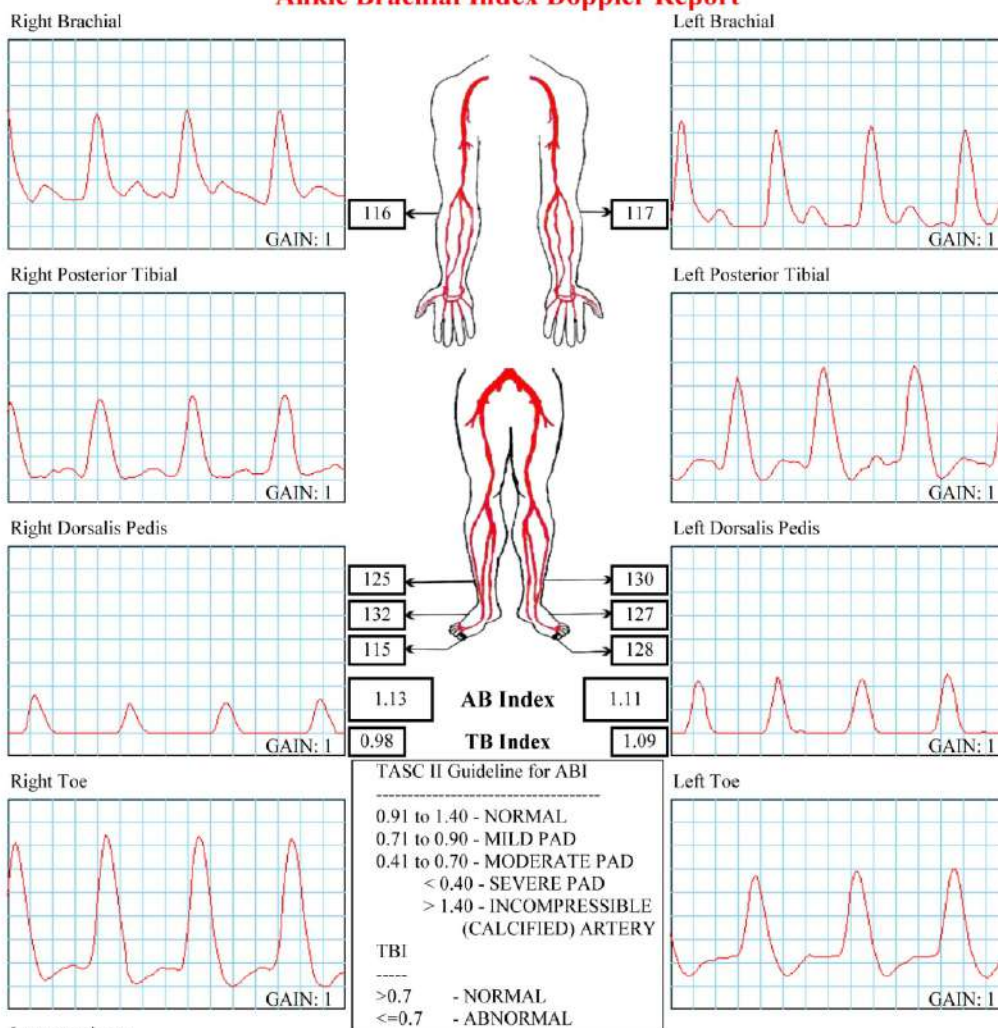 Ankle Brachial Index Doppler Report
Right Brachial
Left Brachial
116
117
GAIN: 1
GAIN: 1
Right Posterior Tibial
Left Posterior Tibial
GAIN: 1
GAIN: 1
Right Dorsalis Pedis
Left Dorsalis Pedis
125
130
132
127
115
128
1.13 AB Index 1.11
GAIN: 1
0.98 TB Index 1.09
GAIN: 1
Right Toe
Left Toe
TASC II Guideline for ABI
-----------------------------------
0.91 to 1.40 - NORMAL
0.71 to 0.90 - MILD PAD
0.41 to 0.70 - MODERATE PAD
< 0.40 - SEVERE PAD
> 1.40 - INCOMPRESSIBLE
(CALCIFIED) ARTERY
TBI
-----
>0.7 - NORMAL
<=0.7 - ABNORMAL
GAIN: 1
GAIN: 1